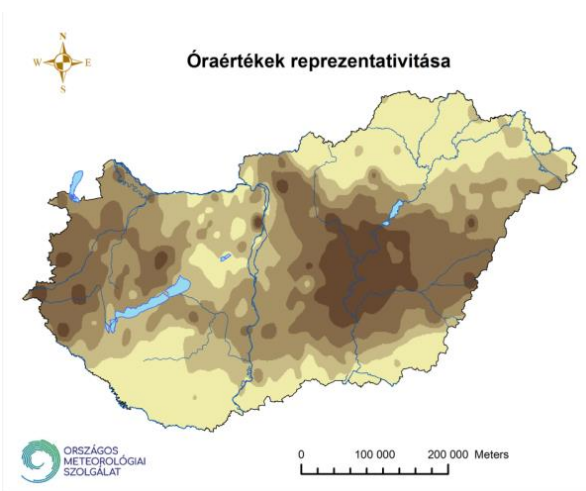 N
W E
S
Óraértékek reprezentativitása
ORSZÁGOS
METEOROLÓGIAI
SZOLGÁLAT
0 100 000 200 000 Meters